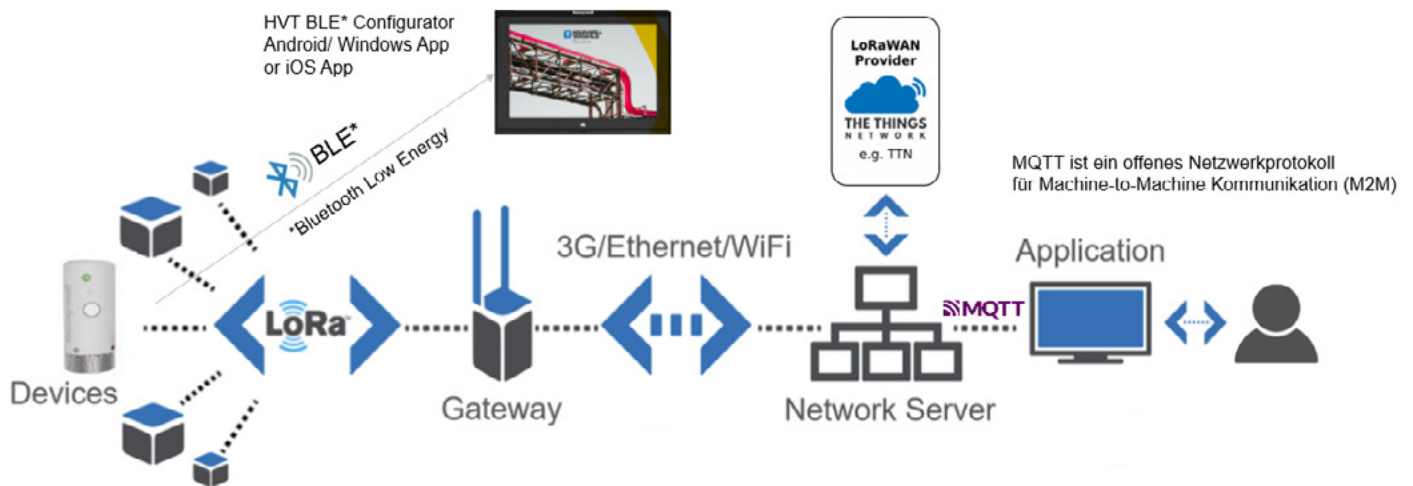 HVT BLE* Configurator
Android/ Windows App
or iOS App
BLE*
*Bluetooth Low Energy
LoRaWAN
Provider
THE THINGS
NETWORK
e.g. TTN
MQTT ist ein offenes Netzwerkprotokoll
für Machine-to-Machine Kommunikation (M2M)
3G/Ethernet/WiFi
Application
LoRa™
MQTT
Devices
Gateway
Network Server